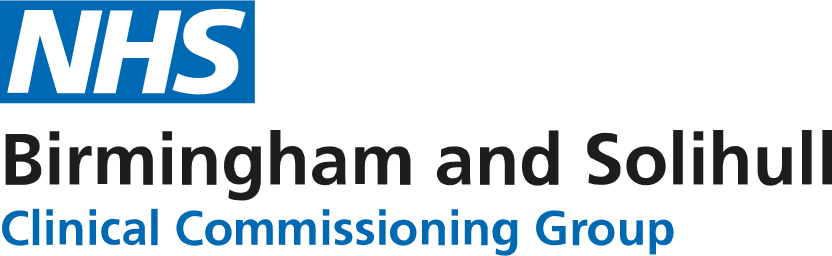 NHS
Birmingham and Solihull
Clinical Commissioning Group